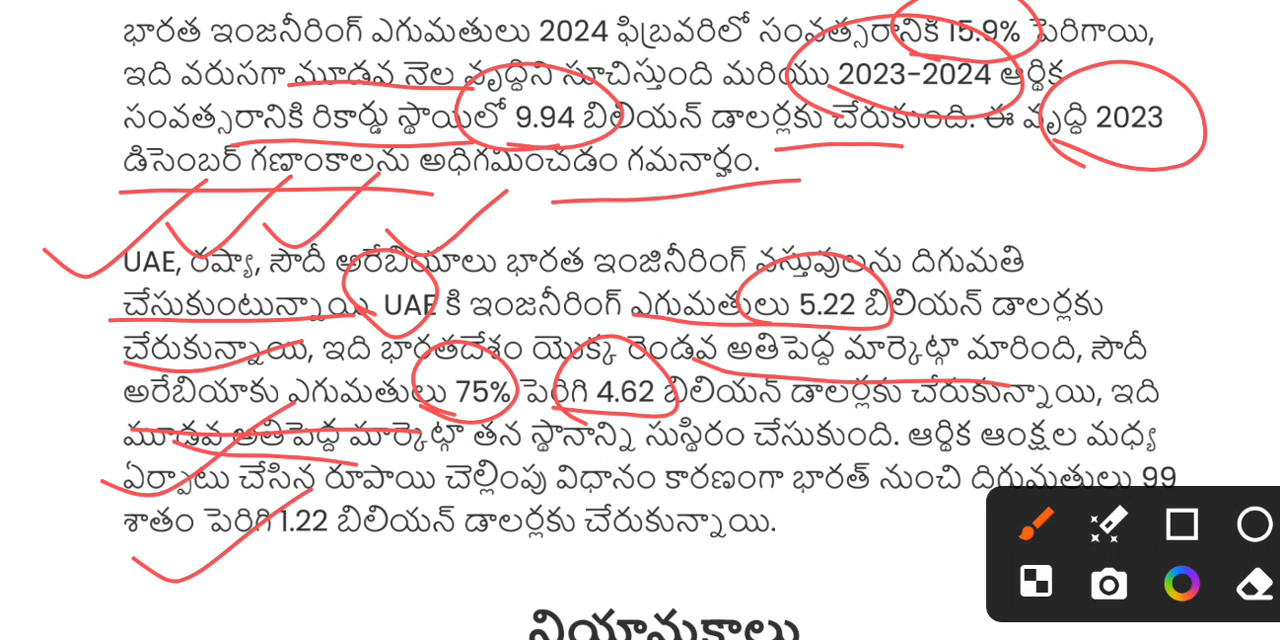 భారత ఇంజనీరింగ్ ఎగుమతులు 2024 ఫిబ్రవరిలో సంవత్సరానికి 15.9% పెరిగాయి,
ఇది వరుసగా మూడవ నెల వృద్ధిని సూచిస్తుంది మరియు 2023-2024 ఆర్థిక
సంవత్సరానికి రికార్డు స్థాయిలో 9.94 బిలియన్ డాలర్లకు చేరుకుంది. ఈ వృద్ధి 2023
డిసెంబర్ గణాంకాలను అధిగమించడం గమనార్హం.
UAE, రష్యా, సౌదీ అరేబియాలు భారత ఇంజినీరింగ్ వస్తువులను దిగుమతి
చేసుకుంటున్నాయి. UAE కి ఇంజనీరింగ్ ఎగుమతులు 5.22 బిలియన్ డాలర్లకు
చేరుకున్నాయి, ఇది భారతదేశం యొక్క రెండవ అతిపెద్ద మార్కెట్గా మారింది, సౌదీ
అరేబియాకు ఎగుమతులు 75% పెరిగి 4.62 బిలియన్ డాలర్లకు చేరుకున్నాయి, ఇది
మూడవ అతిపెద్ద మార్కెట్గా తన స్థానాన్ని సుస్థిరం చేసుకుంది. ఆర్థిక ఆంక్షల మధ్య
ఏర్పాటు చేసిన రూపాయి చెల్లింపు విధానం కారణంగా భారత్ నుంచి దిగుమతులు 99
శాతం పెరిగి 1.22 బిలియన్ డాలర్లకు చేరుకున్నాయి.
నియామకాలు